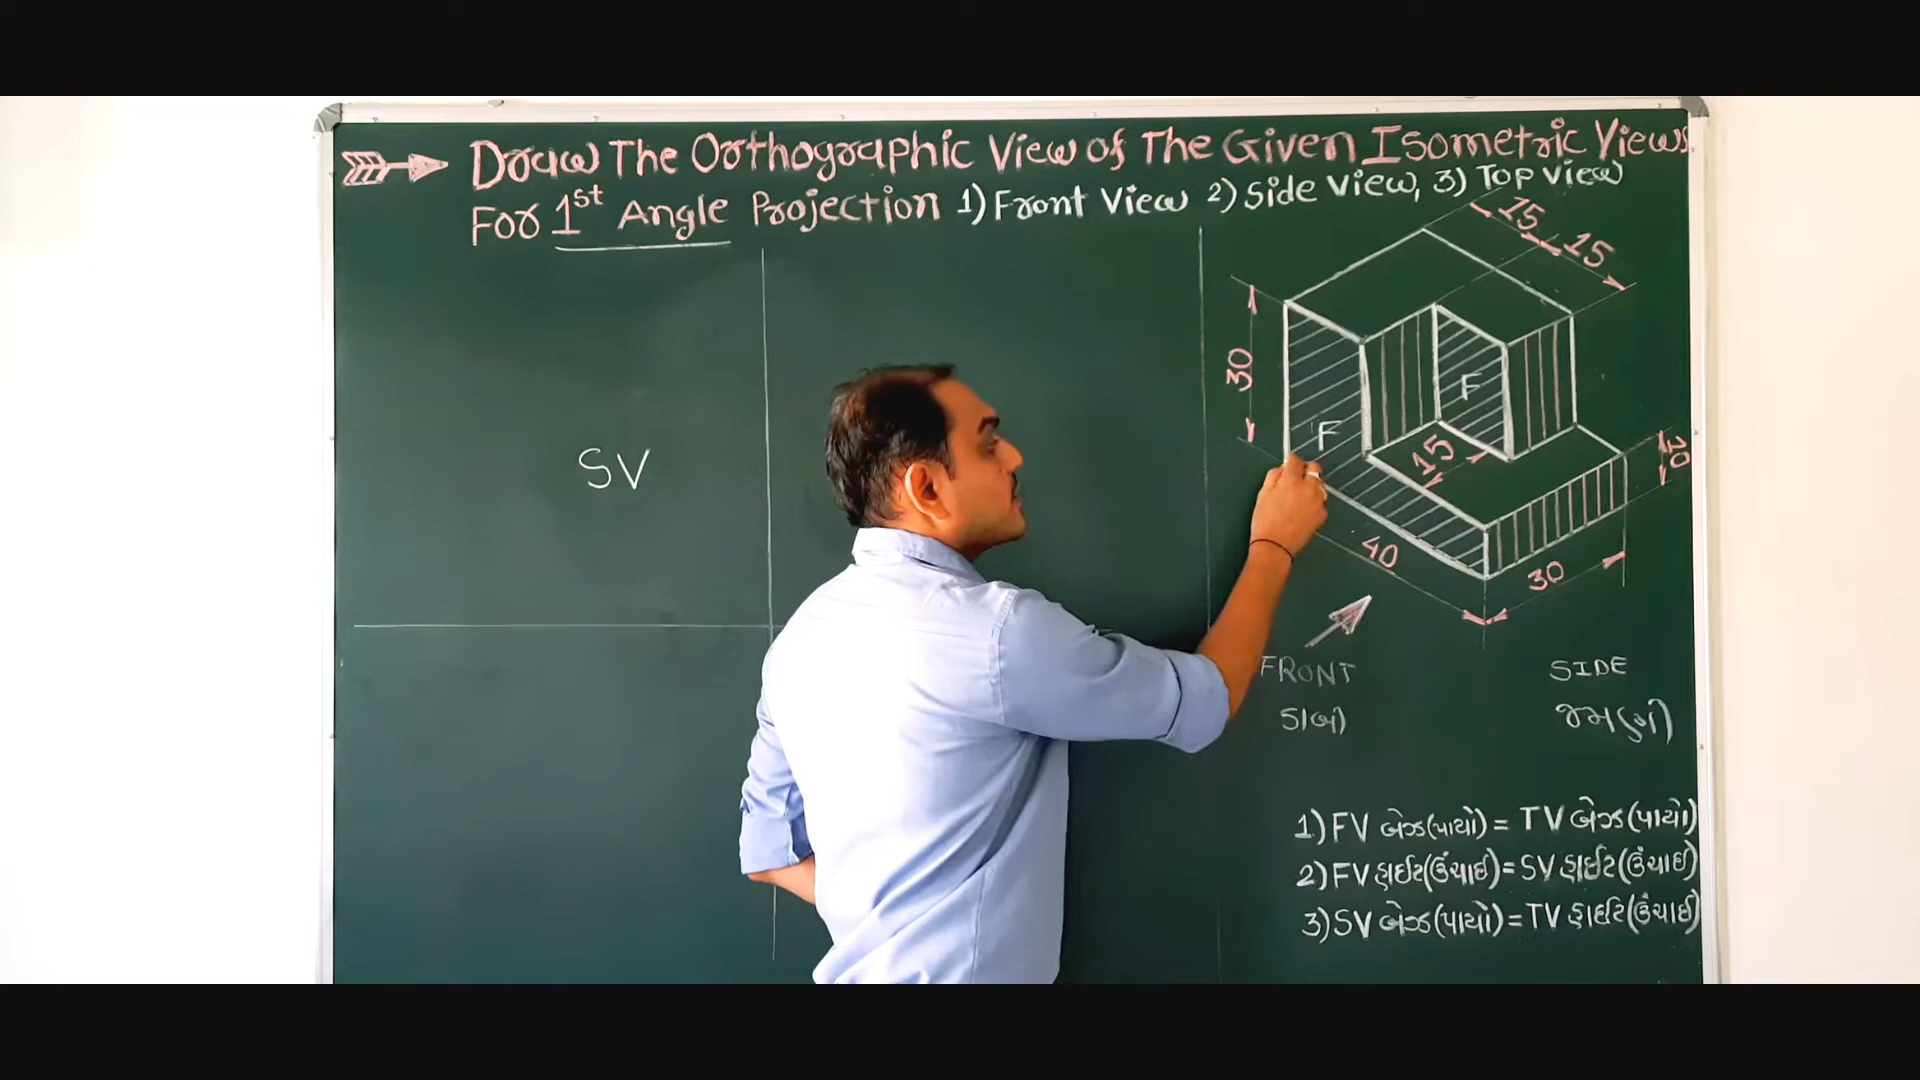 Draw The Orthographic View of The Given Isometric Views
For 1st Angle Projection 1) Front View 2) Side View, 3) Top View
15
15
30
F
F
SV
15
10
40
30
FRONT
SIDE
ડાબી
જમણી
1) FV બેઝ(પાયો) = TV બેઝ(પાયો)
2) FV હાઈટ(ઉંચાઈ) = SV હાઈટ(ઉંચાઈ)
3) SV બેઝ(પાયો) = TV હાઈટ(ઉંચાઈ)